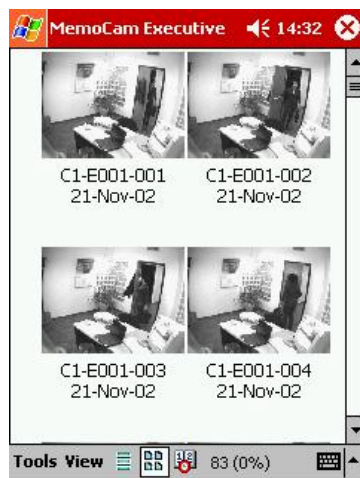 MemoCam Executive 14:32
C1-E001-001 C1-E001-002
21-Nov-02 21-Nov-02
C1-E001-003 C1-E001-004
21-Nov-02 21-Nov-02
Tools View 83 (0%)